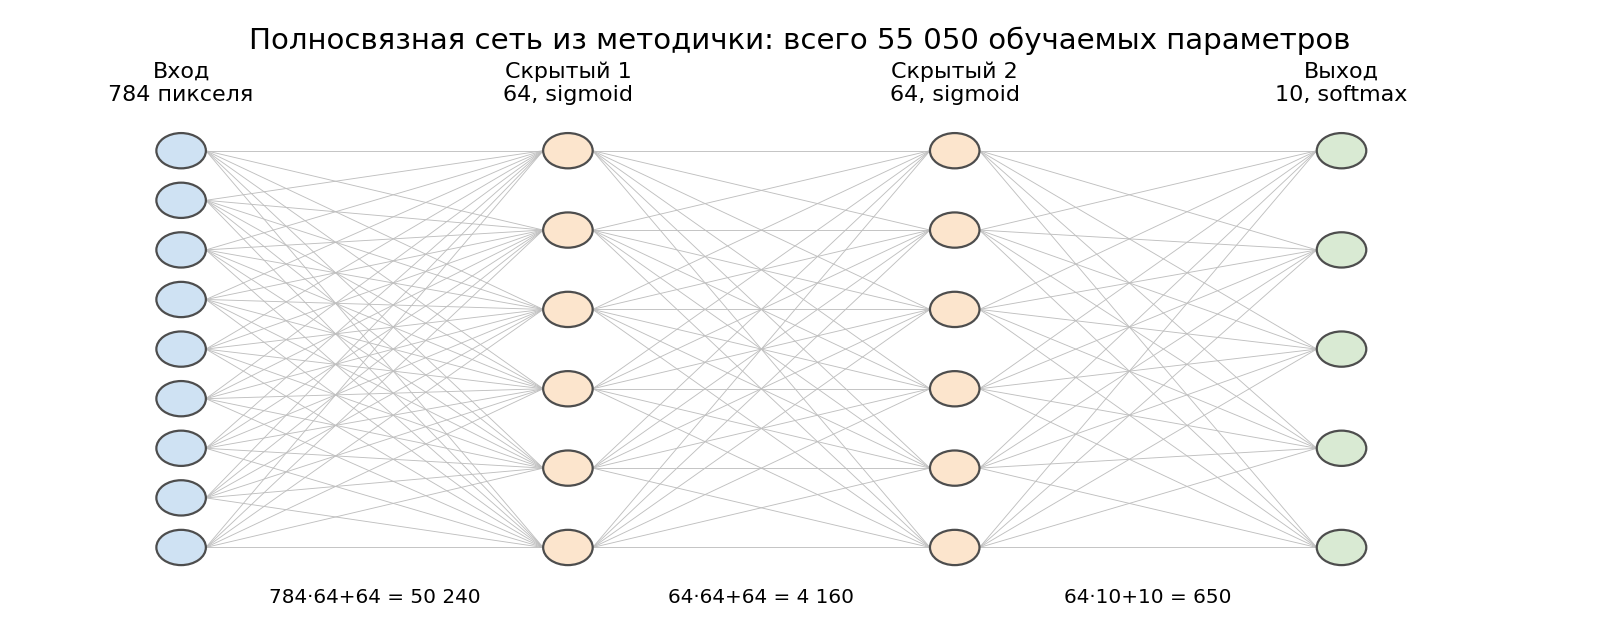 Полносвязная сеть из методички: всего 55 050 обучаемых параметров
Вход
784 пикселя
Скрытый 1
64, sigmoid
Скрытый 2
64, sigmoid
Выход
10, softmax
784·64+64 = 50 240
64·64+64 = 4 160
64·10+10 = 650